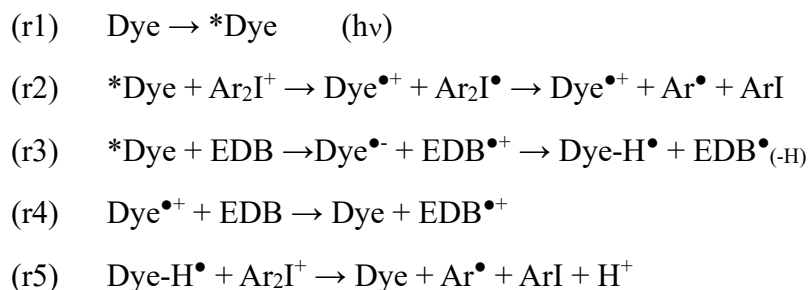 (r1) Dye → *Dye (hν)
(r2) *Dye + Ar₂I⁺ → Dye●⁺ + Ar₂I● → Dye●⁺ + Ar● + ArI
(r3) *Dye + EDB →Dye●⁻ + EDB●⁺ → Dye-H● + EDB●₍₋H₎
(r4) Dye●⁺ + EDB → Dye + EDB●⁺
(r5) Dye-H● + Ar₂I⁺ → Dye + Ar● + ArI + H⁺